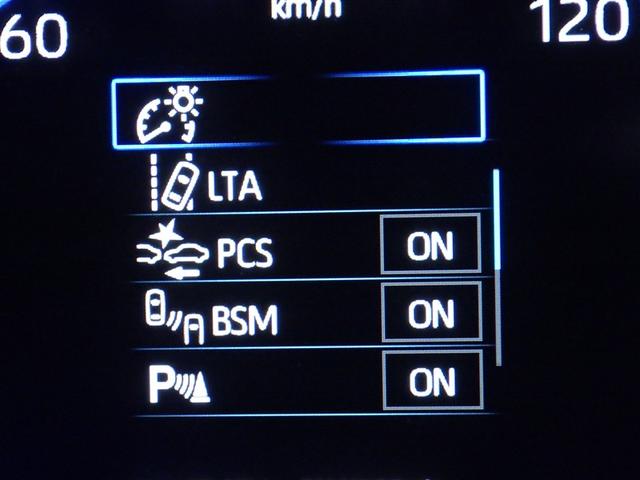 km/h
60
120
LTA
PCS ON
BSM ON
P ON